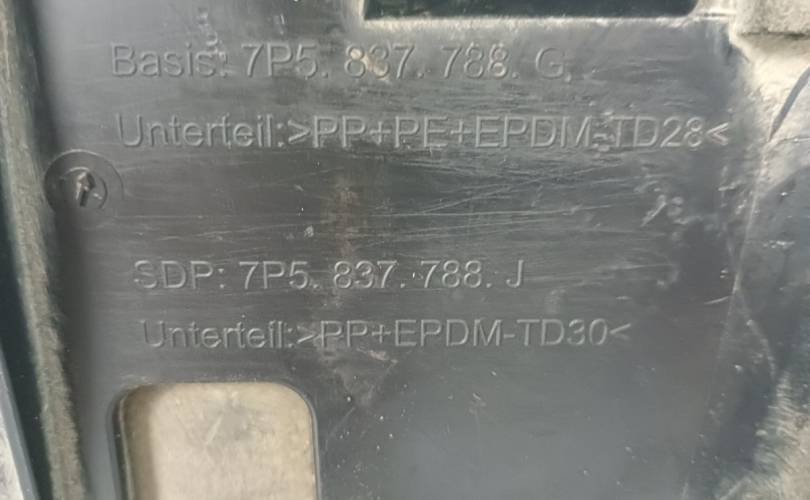 Basis: 7P5. 837. 788. G
Unterteil:>PP+PE+EPDM-TD28<
SDP: 7P5. 837. 788. J
Unterteil:>PP+EPDM-TD30<